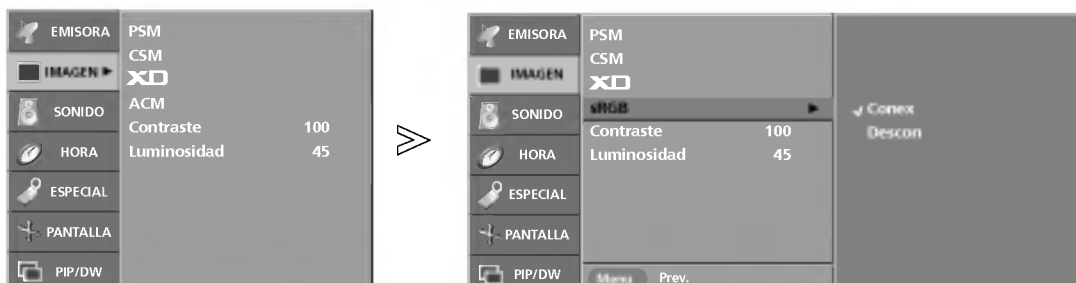 EMISORA
IMAGEN
SONIDO
HORA
ESPECIAL
PANTALLA
PIP/DW
PSM
CSM
XD
ACM
Contraste 100
Luminosidad 45
EMISORA
IMAGEN
SONIDO
HORA
ESPECIAL
PANTALLA
PIP/DW
PSM
CSM
XD
sRGB
Contraste 100
Luminosidad 45
Menu Prev.
Conex
Descon